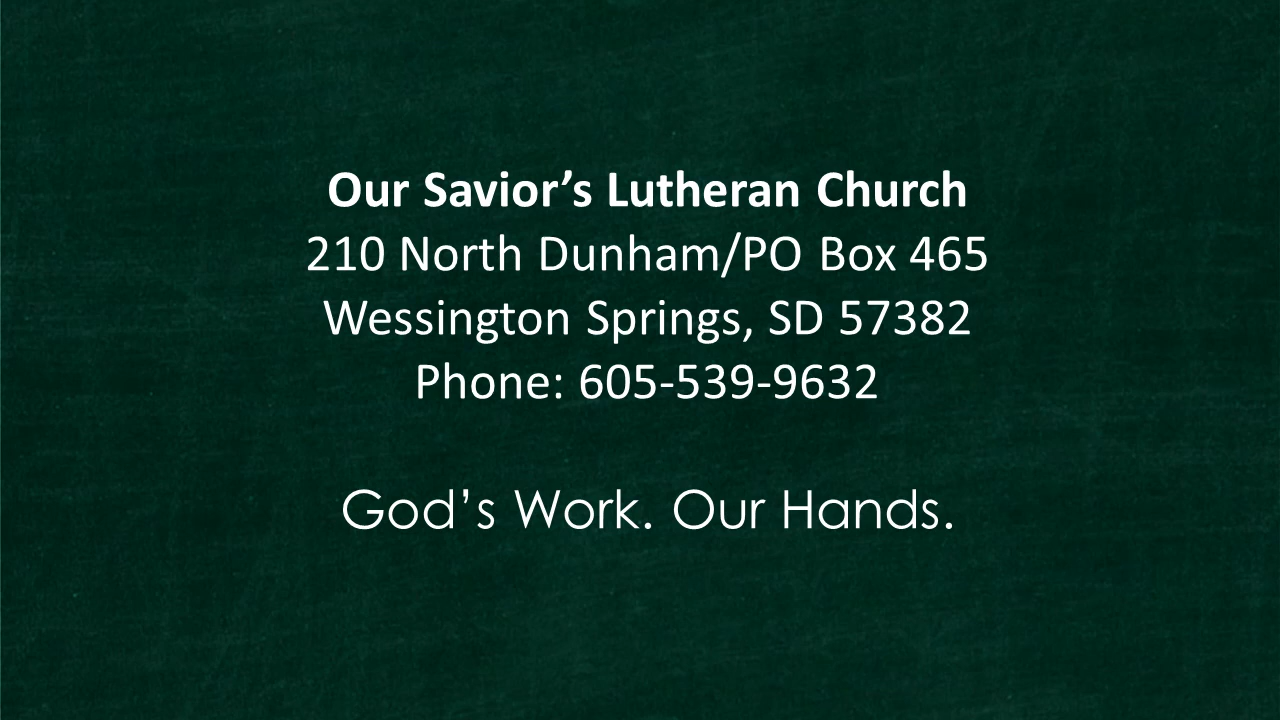 Our Savior’s Lutheran Church
210 North Dunham/PO Box 465
Wessington Springs, SD 57382
Phone: 605-539-9632
God’s Work. Our Hands.